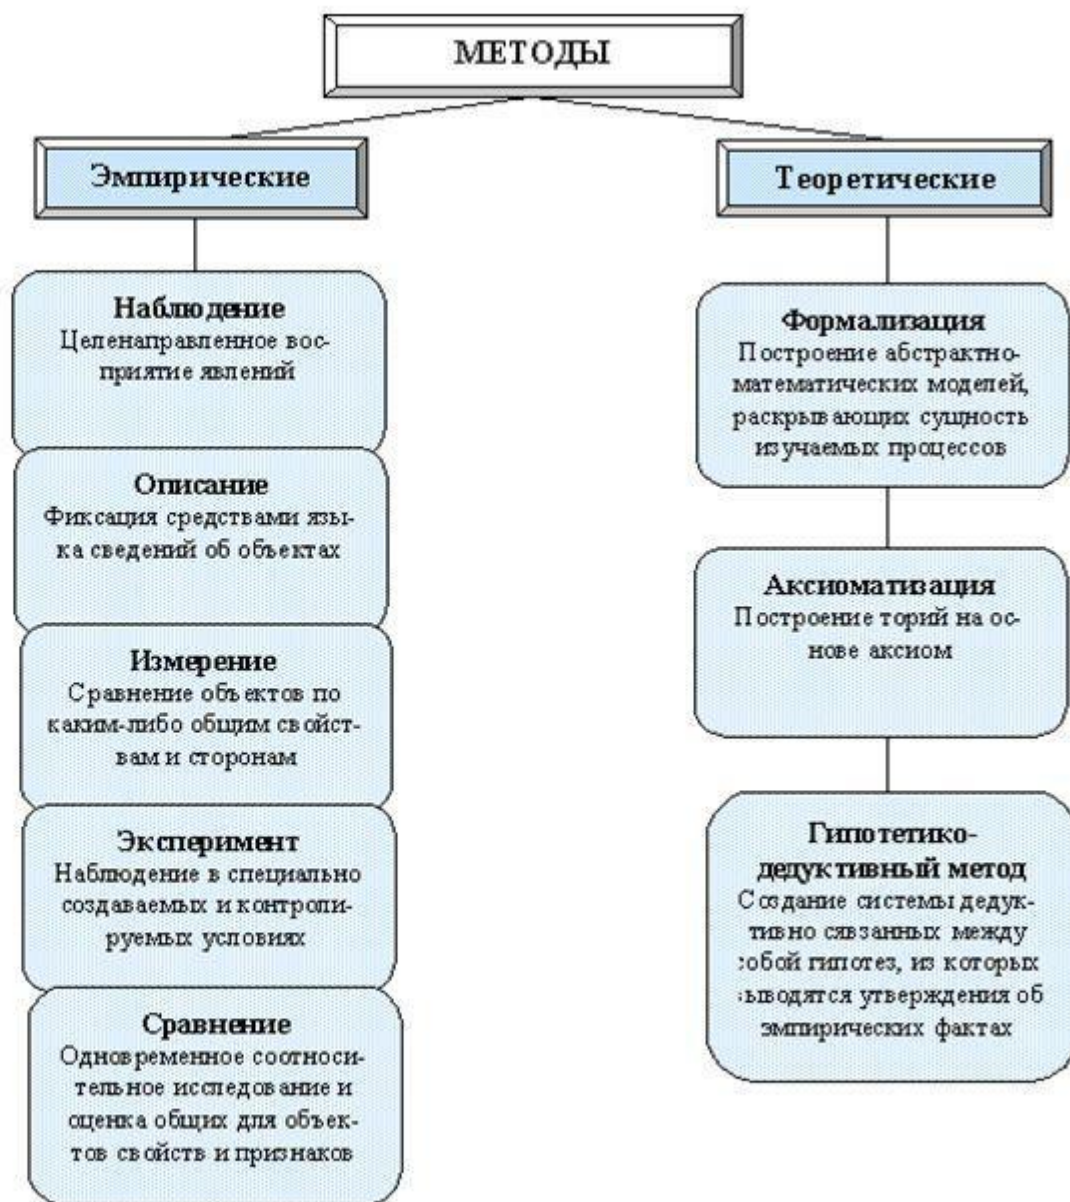 МЕТОДЫ
Эмпирические
Наблюдение
Целенаправленное вос-
приятие явлений
Описание
Фиксация средствами язы-
ка сведений об объектах
Измерение
Сравнение объектов по
каким-либо общим свойст-
вам и сторонам
Эксперимент
Наблюдение в специально
создаваемых и контроли-
руемых условиях
Сравнение
Одновременное соотноси-
тельное исследование и
оценка общих для объек-
тов свойств и признаков
Теоретические
Формализация
Построение абстрактно-
математических моделей,
раскрывающих сущность
изучаемых процессов
Аксиоматизация
Построение торий на ос-
нове аксиом
Гипотетико-
дедуктивный метод
Создание системы дедук-
тивно сявзанных между
собой гипотез, из которых
выводятся утверждения об
эмпирических фактах